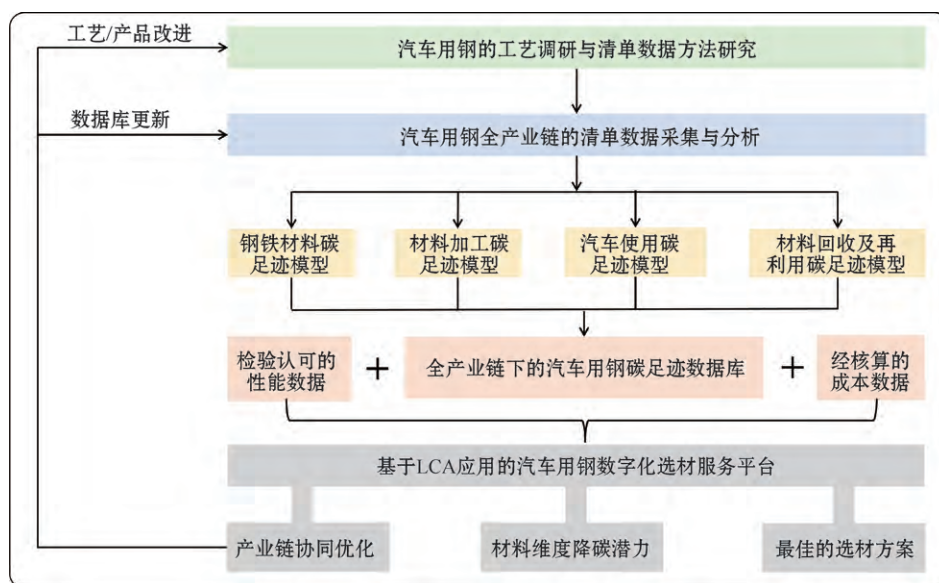 工艺/产品改进
汽车用钢的工艺调研与清单数据方法研究
数据库更新
汽车用钢全产业链的清单数据采集与分析
钢铁材料碳
足迹模型
材料加工碳
足迹模型
汽车使用碳
足迹模型
材料回收及再
利用碳足迹模型
检验认可的
性能数据
+
全产业链下的汽车用钢碳足迹数据库
+
经核算的
成本数据
基于LCA应用的汽车用钢数字化选材服务平台
产业链协同优化
材料维度降碳潜力
最佳的选材方案